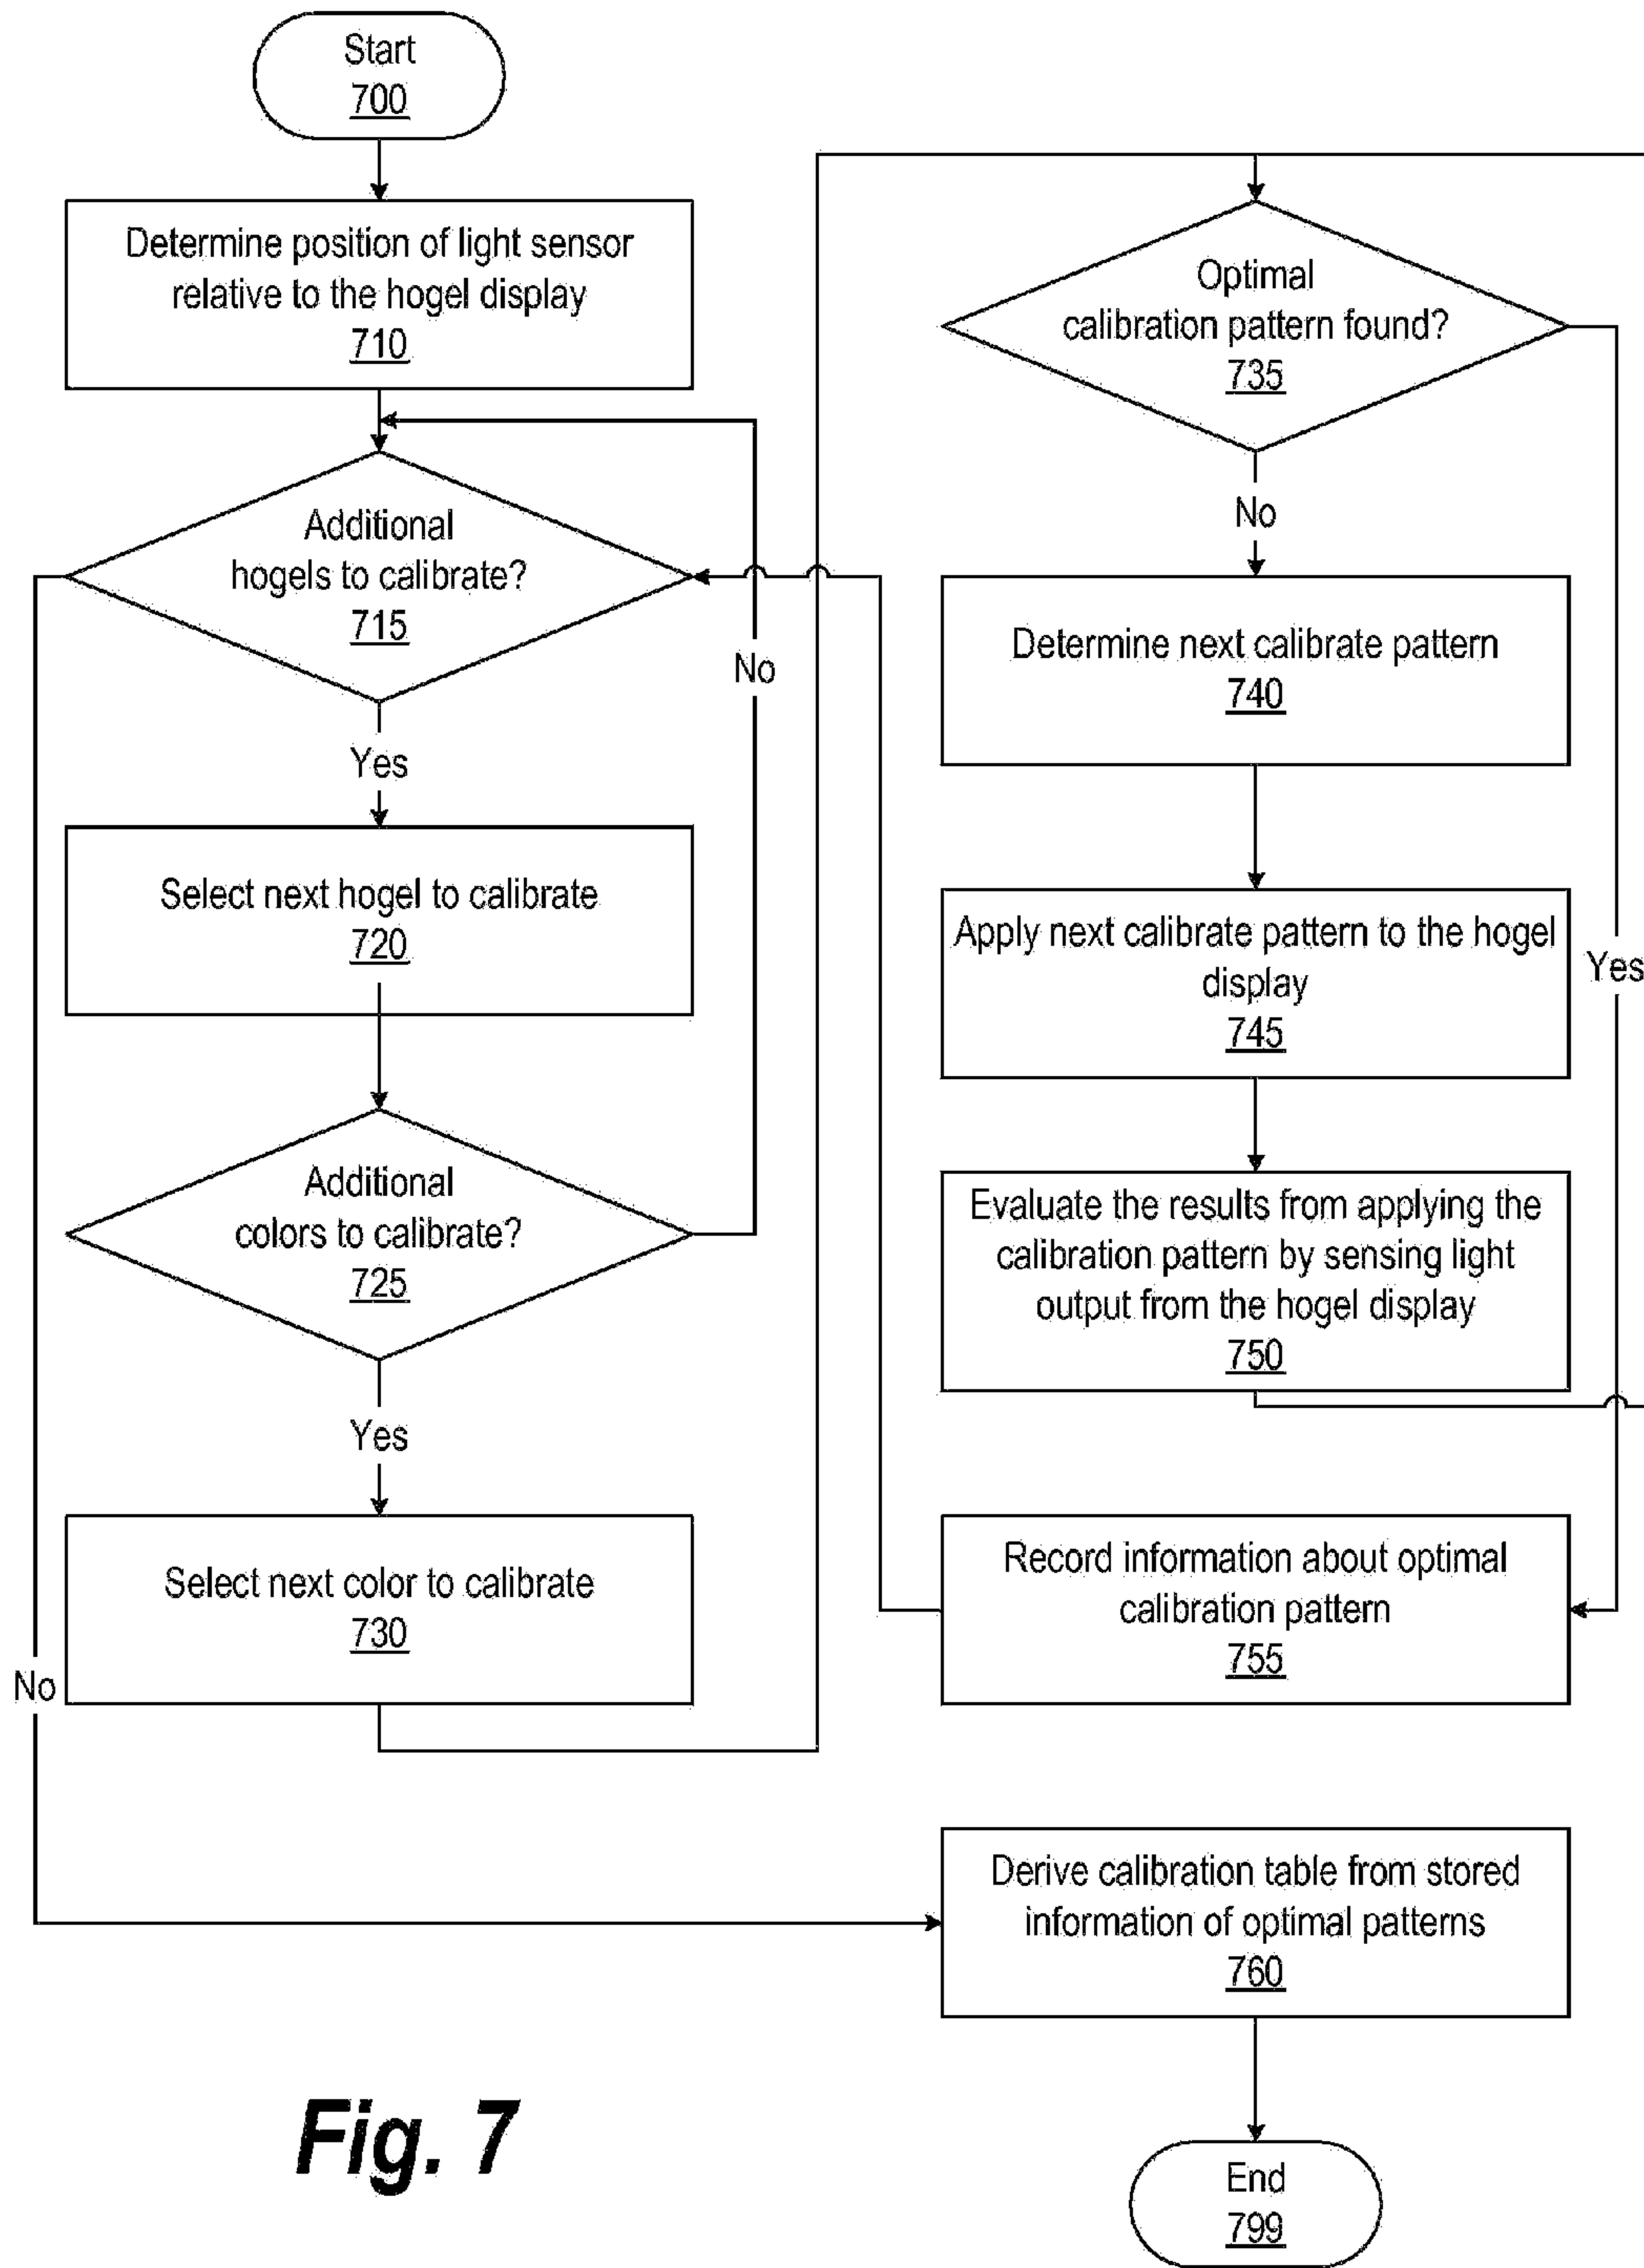 Start
700
Determine position of light sensor
relative to the hogel display
710
Additional
hogels to calibrate?
715
No
Yes
Select next hogel to calibrate
720
Additional
colors to calibrate?
725
Yes
Select next color to calibrate
730
No
Optimal
calibration pattern found?
735
No
Determine next calibrate pattern
740
Apply next calibrate pattern to the hogel
display
745
Yes
Evaluate the results from applying the
calibration pattern by sensing light
output from the hogel display
750
Record information about optimal
calibration pattern
755
Derive calibration table from stored
information of optimal patterns
760
End
799
Fig. 7